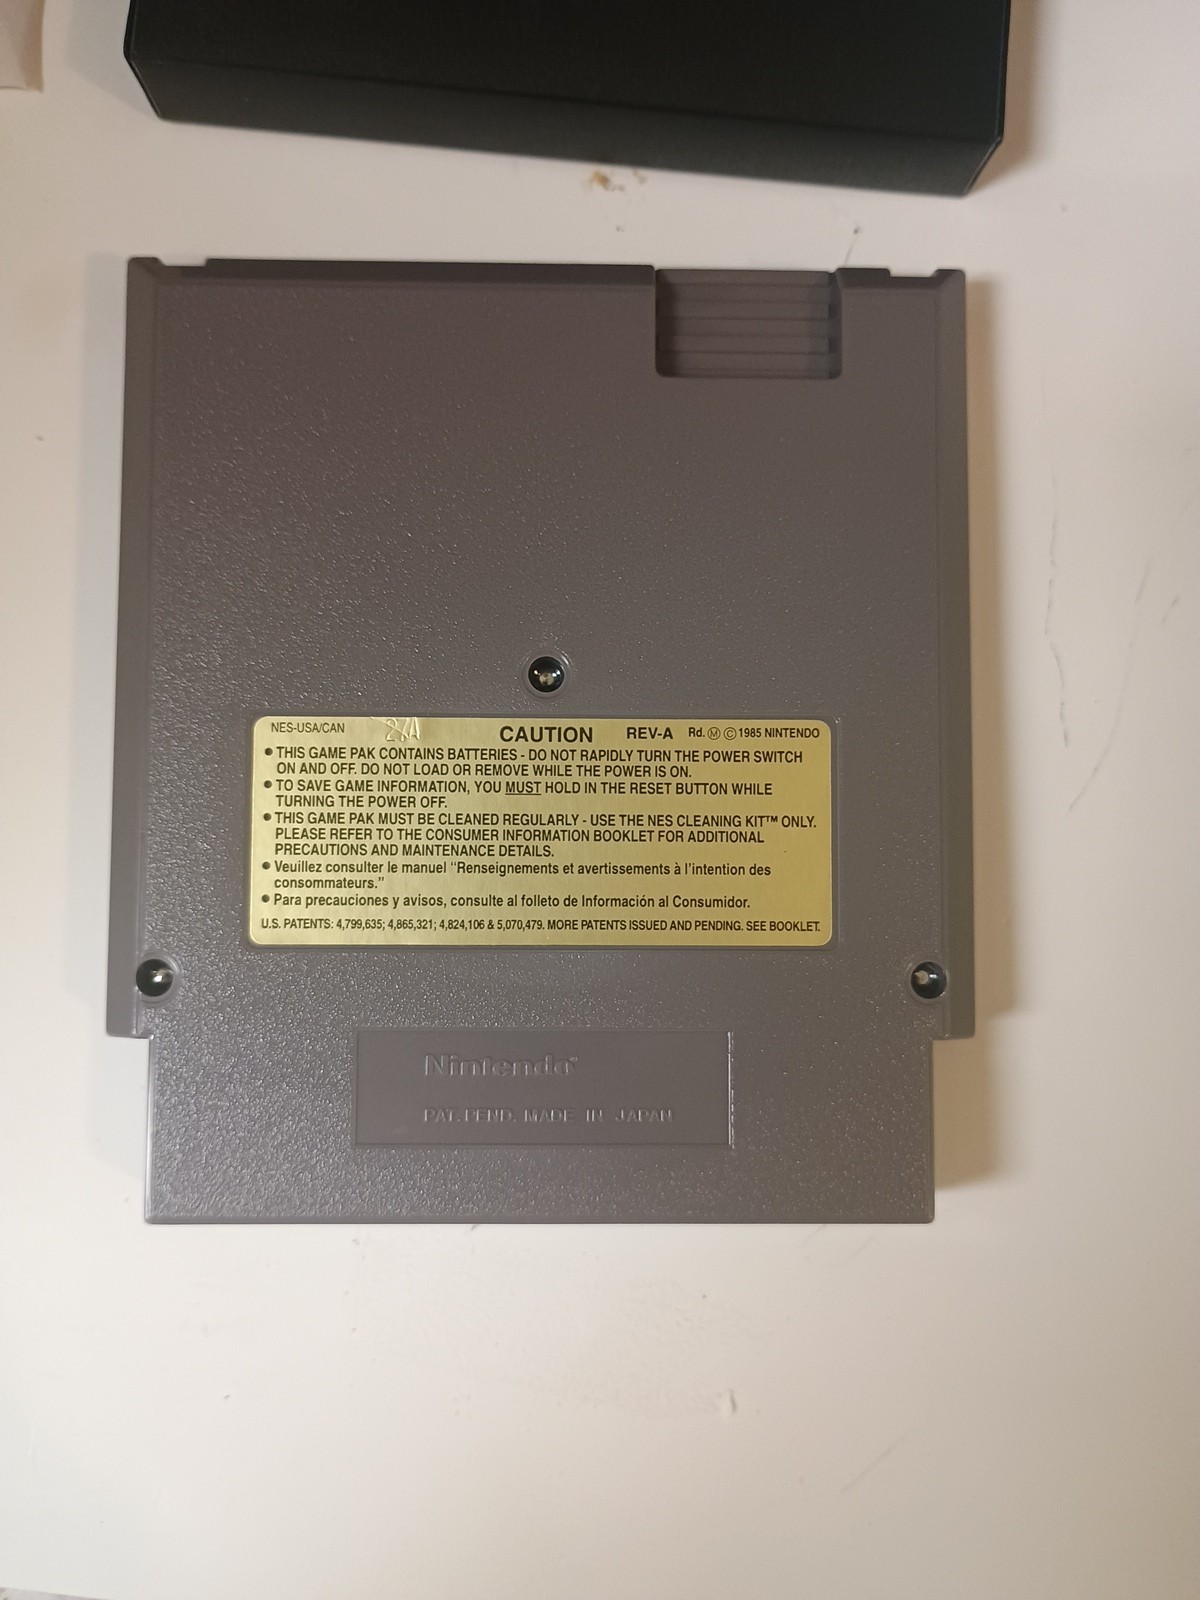 NES-USA/CAN 27A CAUTION REV-A Rd. Ⓜ © 1985 NINTENDO
• THIS GAME PAK CONTAINS BATTERIES - DO NOT RAPIDLY TURN THE POWER SWITCH
ON AND OFF. DO NOT LOAD OR REMOVE WHILE THE POWER IS ON.
• TO SAVE GAME INFORMATION, YOU MUST HOLD IN THE RESET BUTTON WHILE
TURNING THE POWER OFF.
• THIS GAME PAK MUST BE CLEANED REGULARLY - USE THE NES CLEANING KIT™ ONLY.
PLEASE REFER TO THE CONSUMER INFORMATION BOOKLET FOR ADDITIONAL
PRECAUTIONS AND MAINTENANCE DETAILS.
• Veuillez consulter le manuel "Renseignements et avertissements à l'intention des
consommateurs."
• Para precauciones y avisos, consulte al folleto de Información al Consumidor.
U.S. PATENTS: 4,799,635; 4,865,321; 4,824,106 & 5,070,479. MORE PATENTS ISSUED AND PENDING. SEE BOOKLET.
Nintendo®
PAT. PEND. MADE IN JAPAN